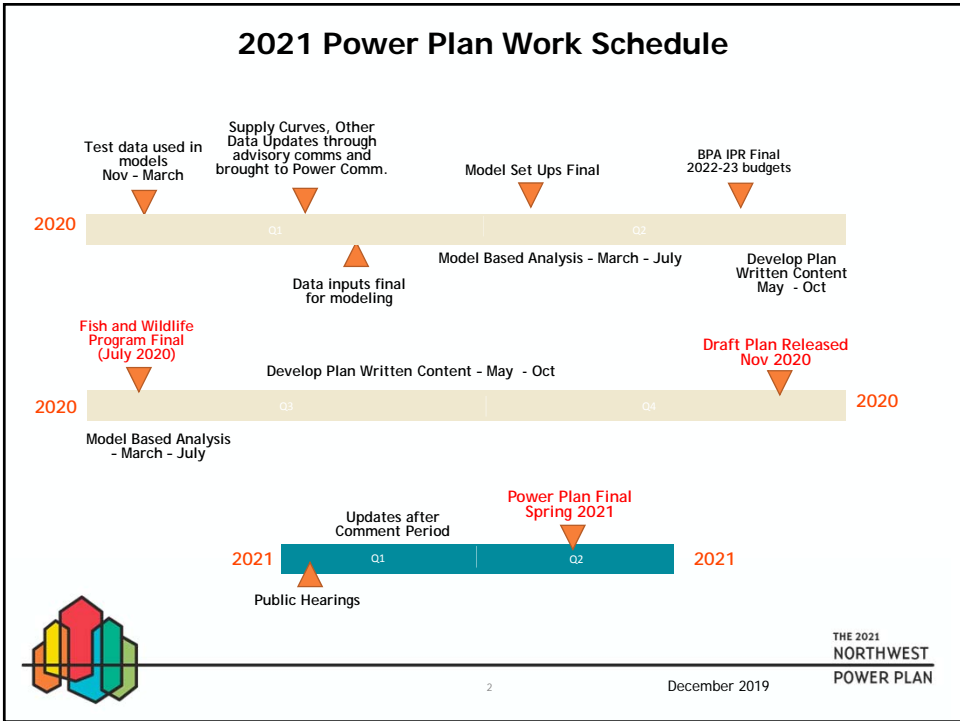 2021 Power Plan Work Schedule
Test data used in
models
Nov - March
Supply Curves, Other
Data Updates through
advisory comms and
brought to Power Comm.
Model Set Ups Final
BPA IPR Final
2022-23 budgets
2020
Q1
Q2
Data inputs final
for modeling
Model Based Analysis - March - July
Develop Plan
Written Content
May - Oct
Fish and Wildlife
Program Final
(July 2020)
Develop Plan Written Content - May - Oct
Draft Plan Released
Nov 2020
2020
Q3
Q4
2020
Model Based Analysis
- March - July
Updates after
Comment Period
Power Plan Final
Spring 2021
2021
Q1
Q2
2021
Public Hearings
THE 2021
NORTHWEST
POWER PLAN
2
December 2019